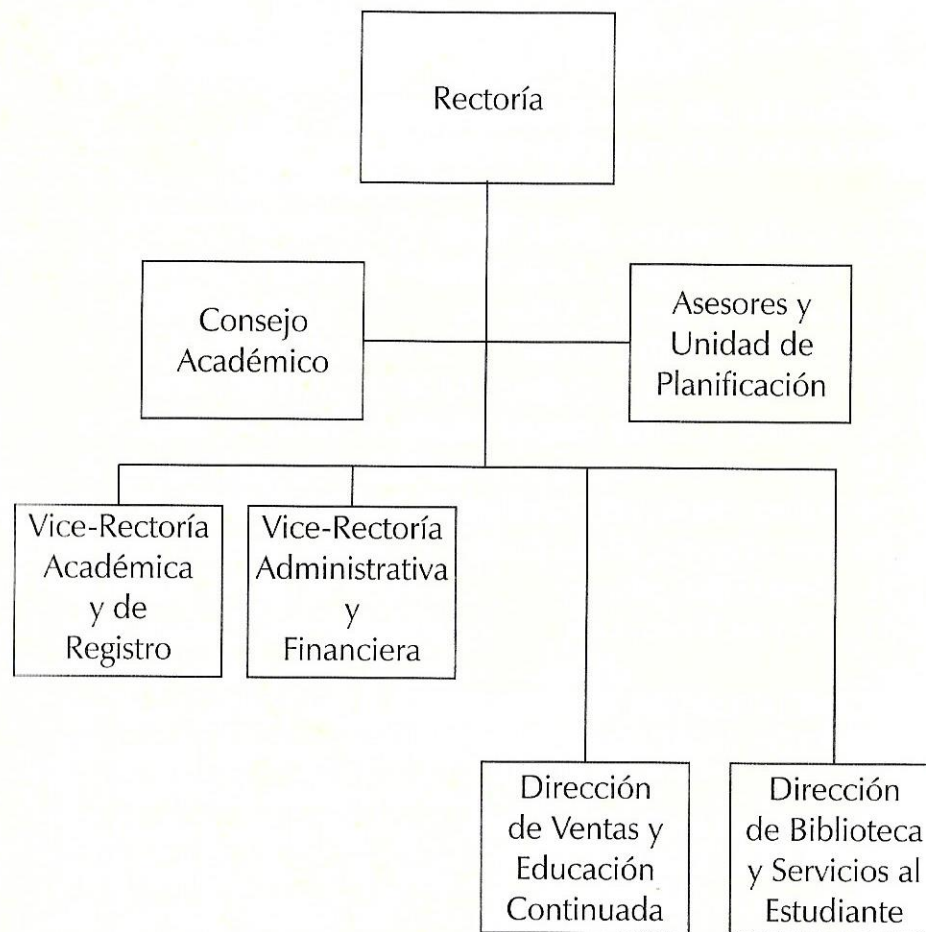 Rectoría
Consejo
Académico
Asesores y
Unidad de
Planificación
Vice-Rectoría
Académica
y de
Registro
Vice-Rectoría
Administrativa
y
Financiera
Dirección
de Ventas y
Educación
Continuada
Dirección
de Biblioteca
y Servicios al
Estudiante